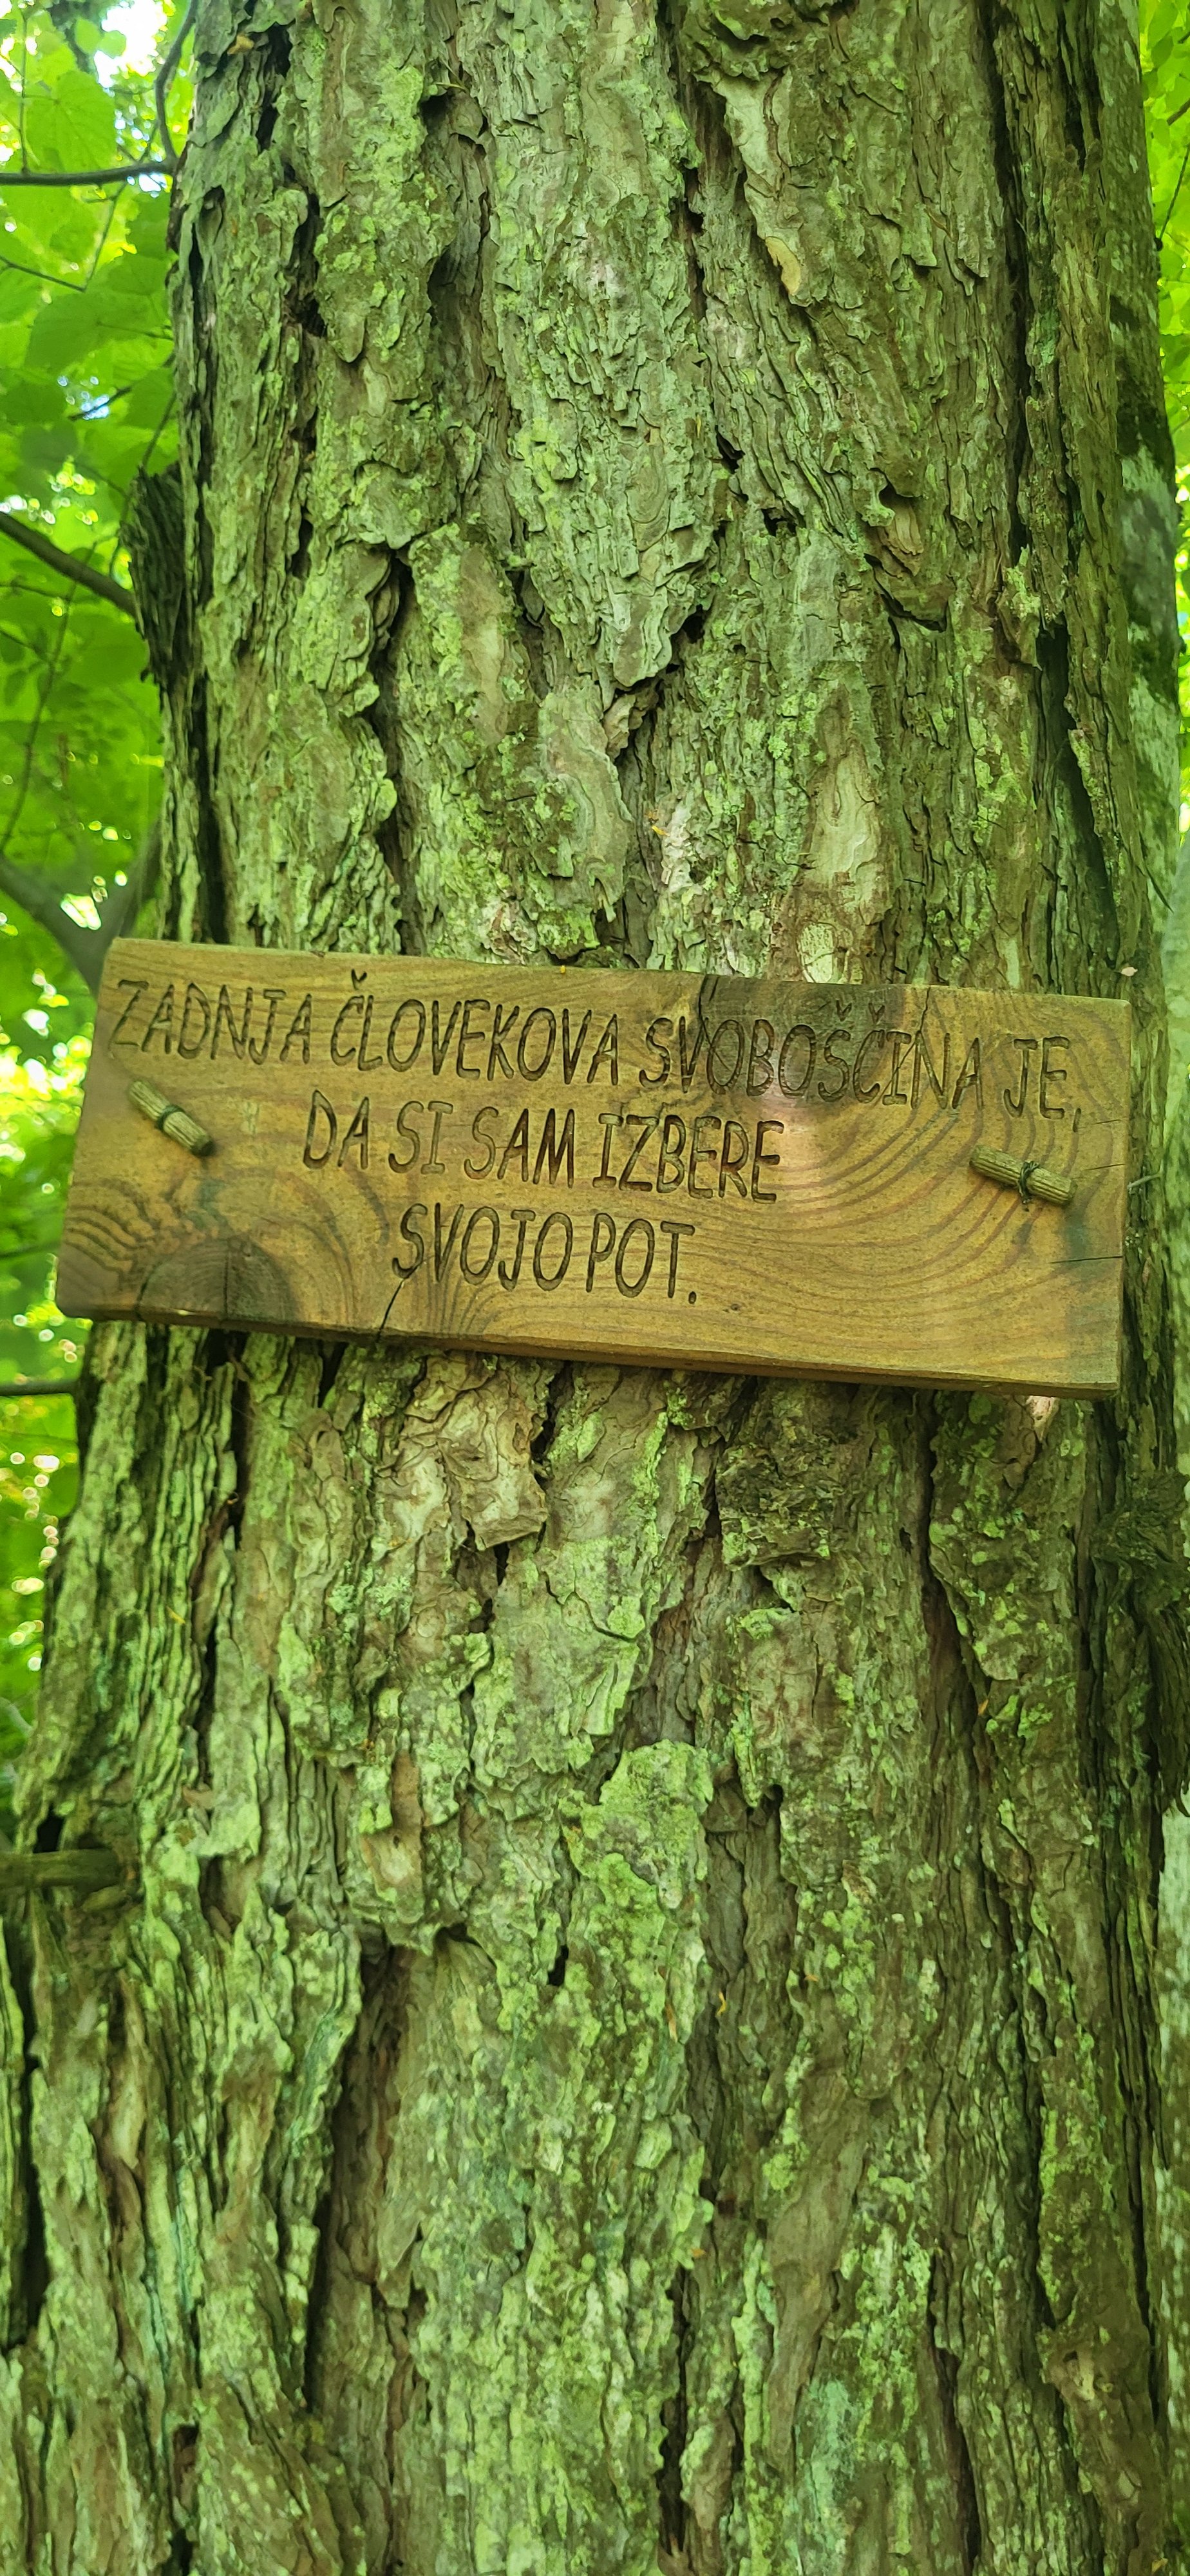 ZADNJA ČLOVEKOVA SVOBOŠČINA JE,
DA SI SAM IZBERE
SVOJO POT.